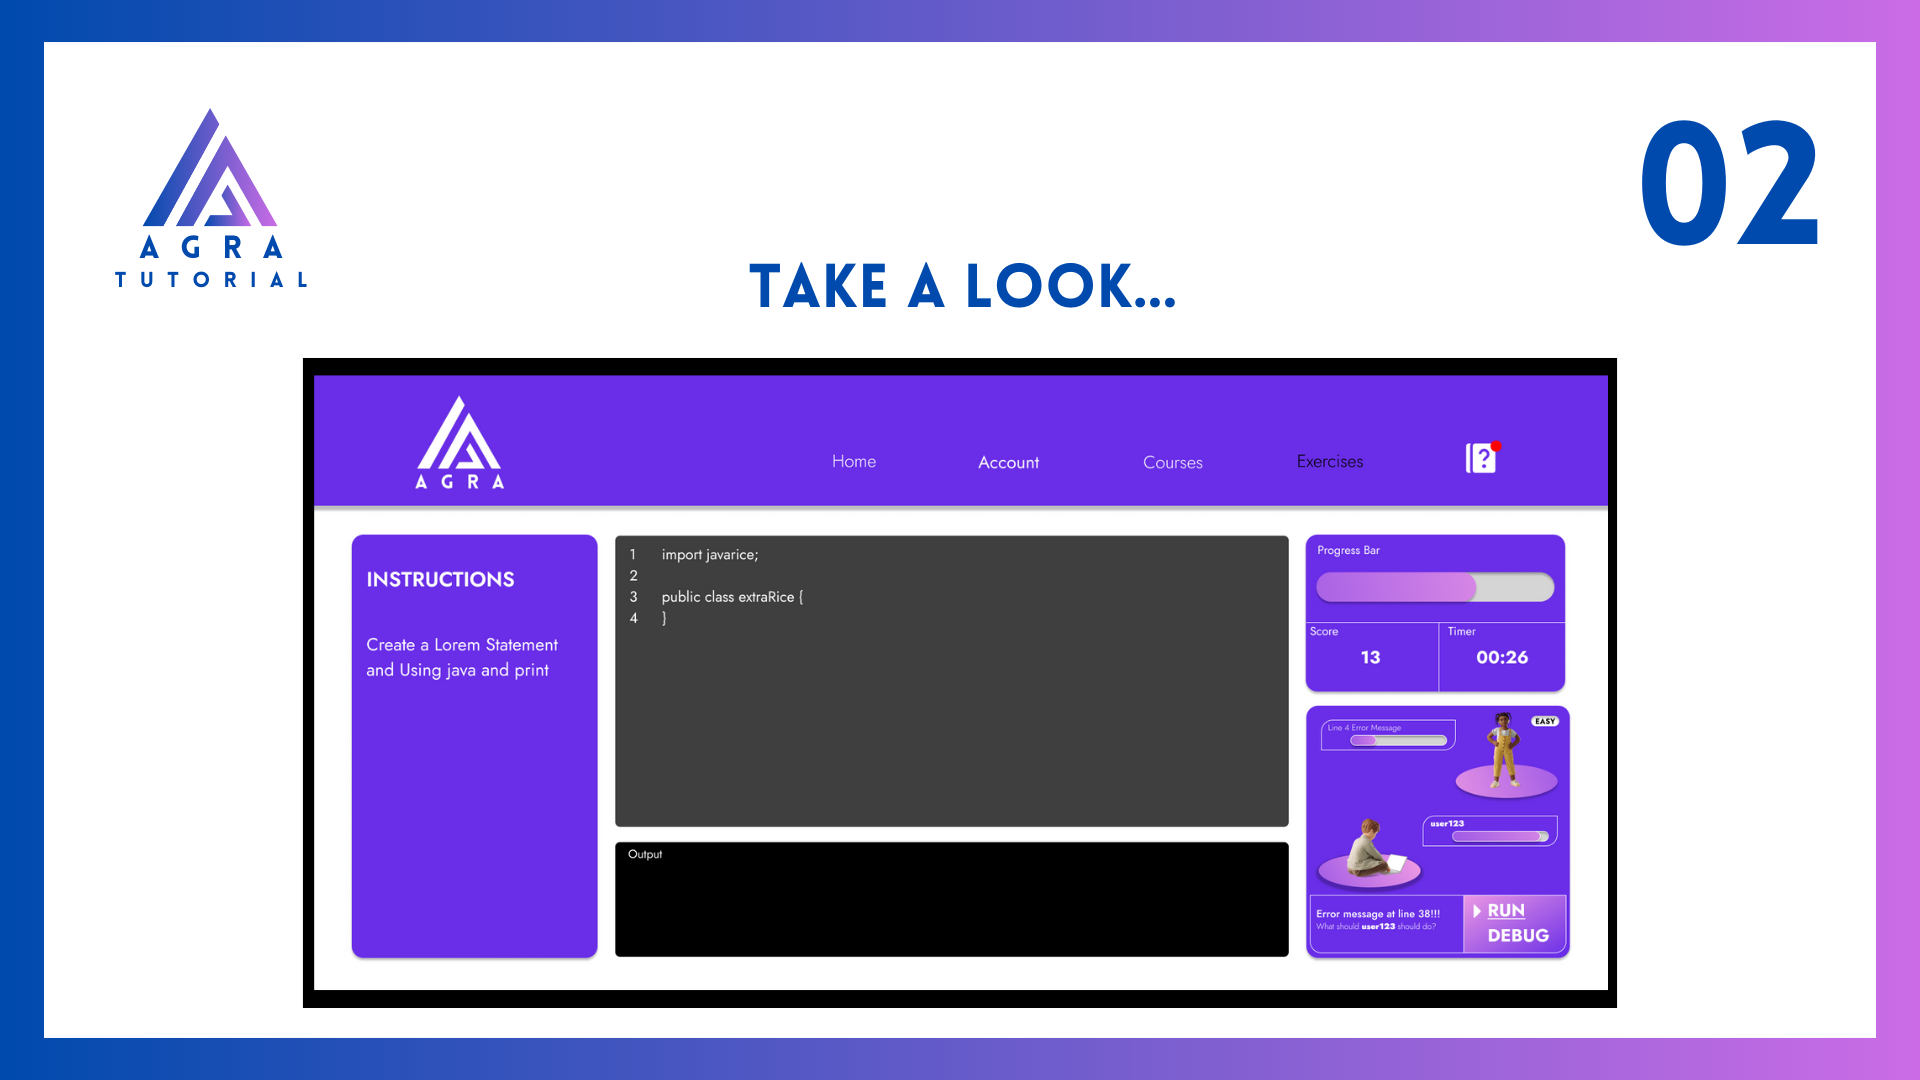 AGRA
TUTORIAL
02
TAKE A LOOK...
AGRA
Home
Account
Courses
Exercises
?
INSTRUCTIONS
Create a Lorem Statement
and Using java and print
1 import javarice;
2
3 public class extraRice {
4 }
Output
Progress Bar
Score
13
Timer
00:26
EASY
Line 4 Error Message
user123
Error message at line 38!!!
What should user123 should do?
RUN
DEBUG